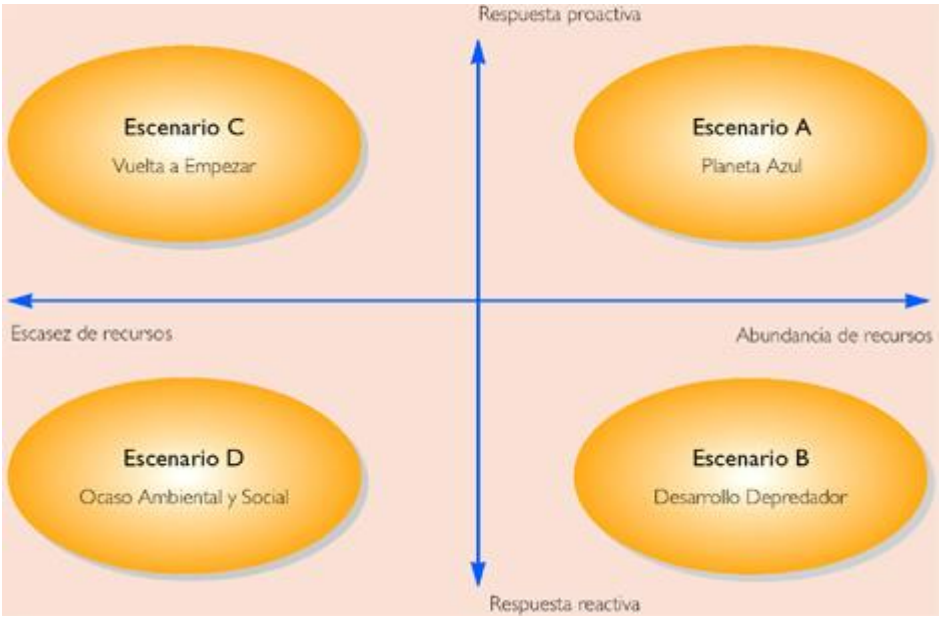 Respuesta proactiva
Escenario C
Vuelta a Empezar
Escenario A
Planeta Azul
Escasez de recursos
Abundancia de recursos
Escenario D
Ocaso Ambiental y Social
Escenario B
Desarrollo Depredador
Respuesta reactiva